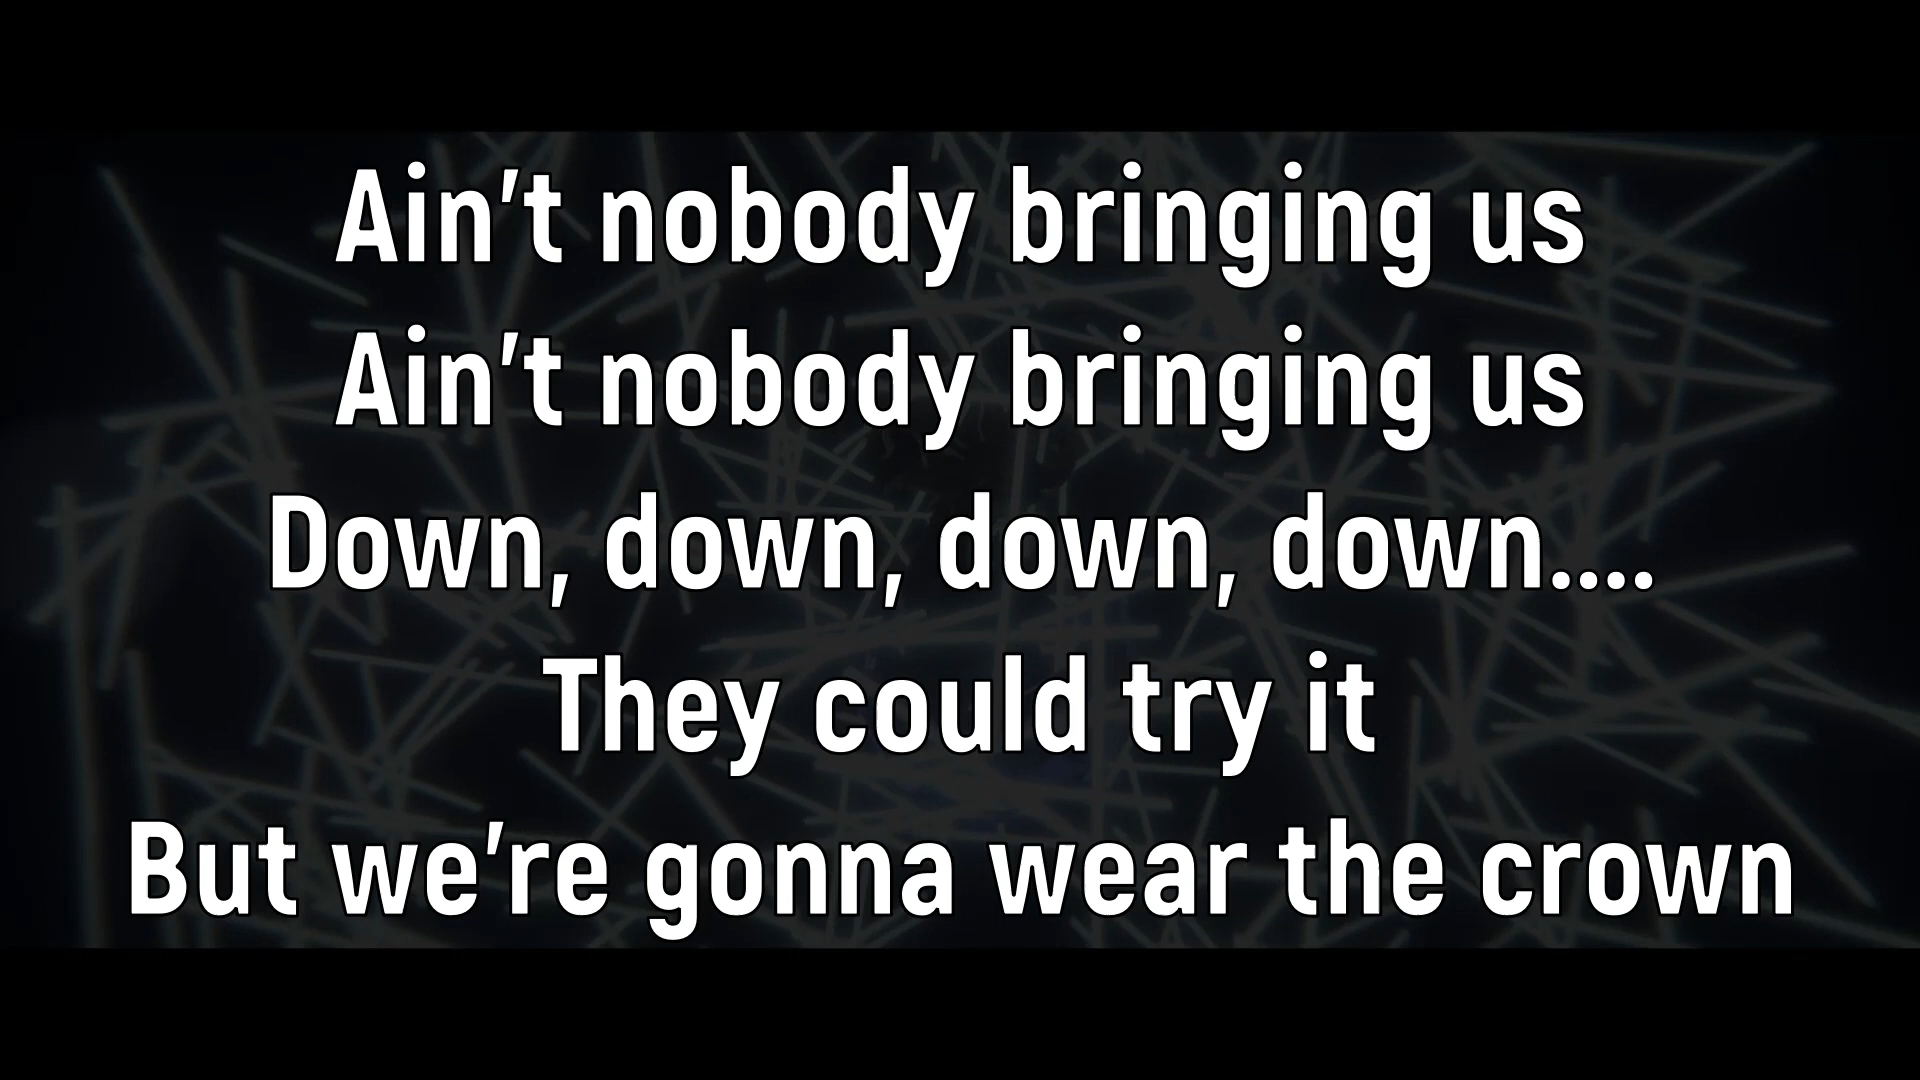 Ain't nobody bringing us
Ain't nobody bringing us
Down, down, down, down....
They could try it
But we're gonna wear the crown